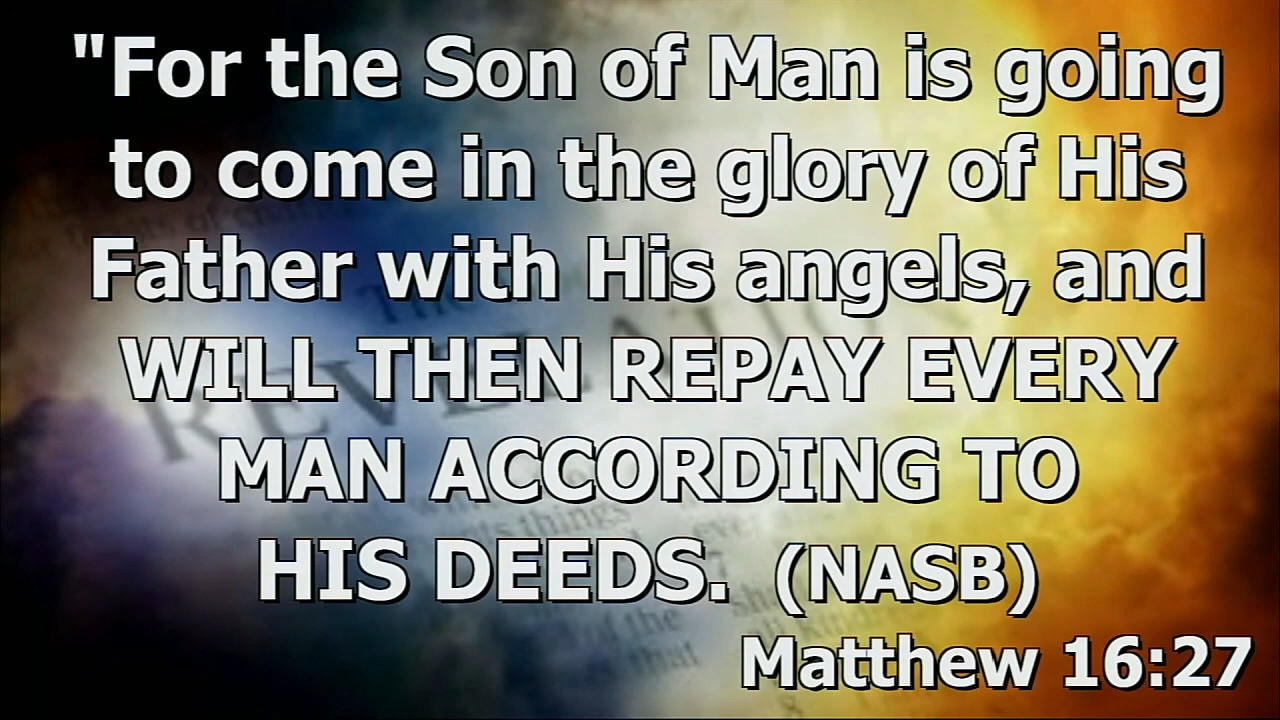 "For the Son of Man is going
to come in the glory of His
Father with His angels, and
WILL THEN REPAY EVERY
MAN ACCORDING TO
HIS DEEDS. (NASB)
Matthew 16:27
REVELATION